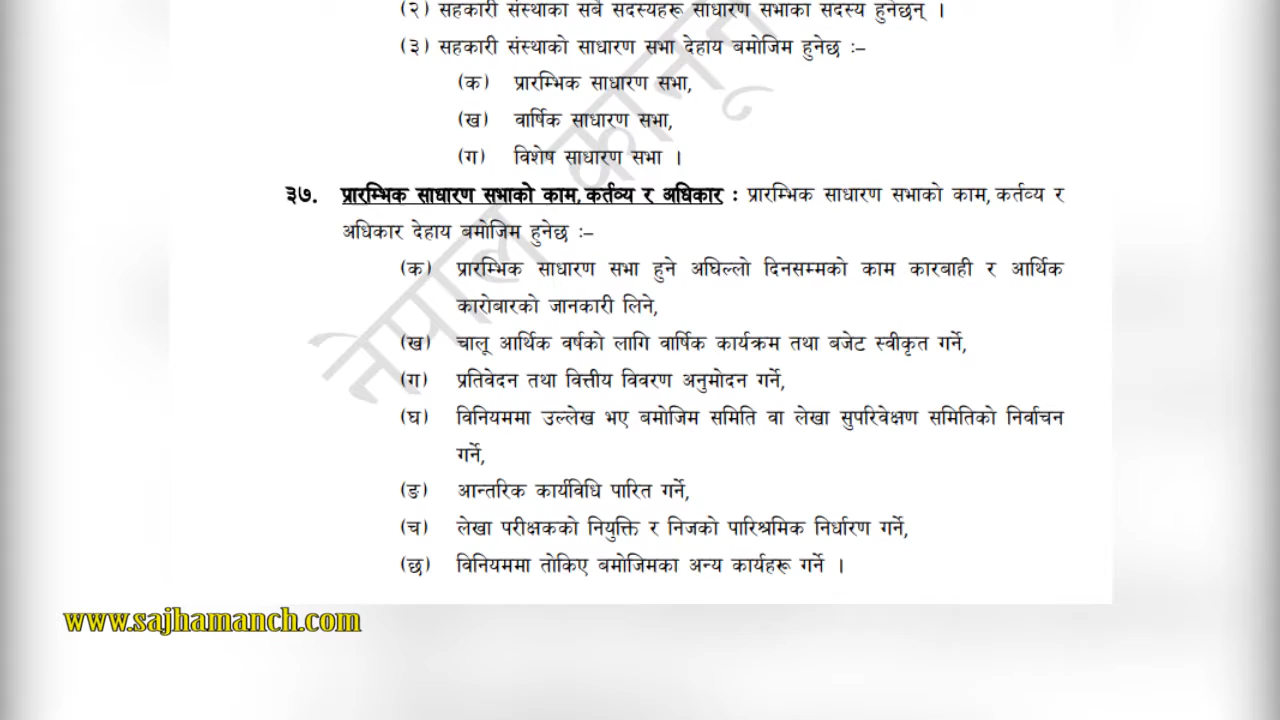 (२) सहकारी संस्थाका सबै सदस्यहरू साधारण सभाका सदस्य हुनेछन् ।
(३) सहकारी संस्थाको साधारण सभा देहाय बमोजिम हुनेछ :–
(क) प्रारम्भिक साधारण सभा,
(ख) वार्षिक साधारण सभा,
(ग) विशेष साधारण सभा ।
३७. प्रारम्भिक साधारण सभाको काम, कर्तव्य र अधिकार : प्रारम्भिक साधारण सभाको काम, कर्तव्य र
अधिकार देहाय बमोजिम हुनेछ :–
(क) प्रारम्भिक साधारण सभा हुने अघिल्लो दिनसम्मको काम कारबाही र आर्थिक
कारोबारको जानकारी लिने,
(ख) चालू आर्थिक वर्षको लागि वार्षिक कार्यक्रम तथा बजेट स्वीकृत गर्ने,
(ग) प्रतिवेदन तथा वित्तीय विवरण अनुमोदन गर्ने,
(घ) विनियममा उल्लेख भए बमोजिम समिति वा लेखा सुपरिवेक्षण समितिको निर्वाचन
गर्ने,
(ङ) आन्तरिक कार्यविधि पारित गर्ने,
(च) लेखा परीक्षकको नियुक्ति र निजको पारिश्रमिक निर्धारण गर्ने,
(छ) विनियममा तोकिए बमोजिमका अन्य कार्यहरू गर्ने ।
नेपाल कानून
www.sajhamanch.com